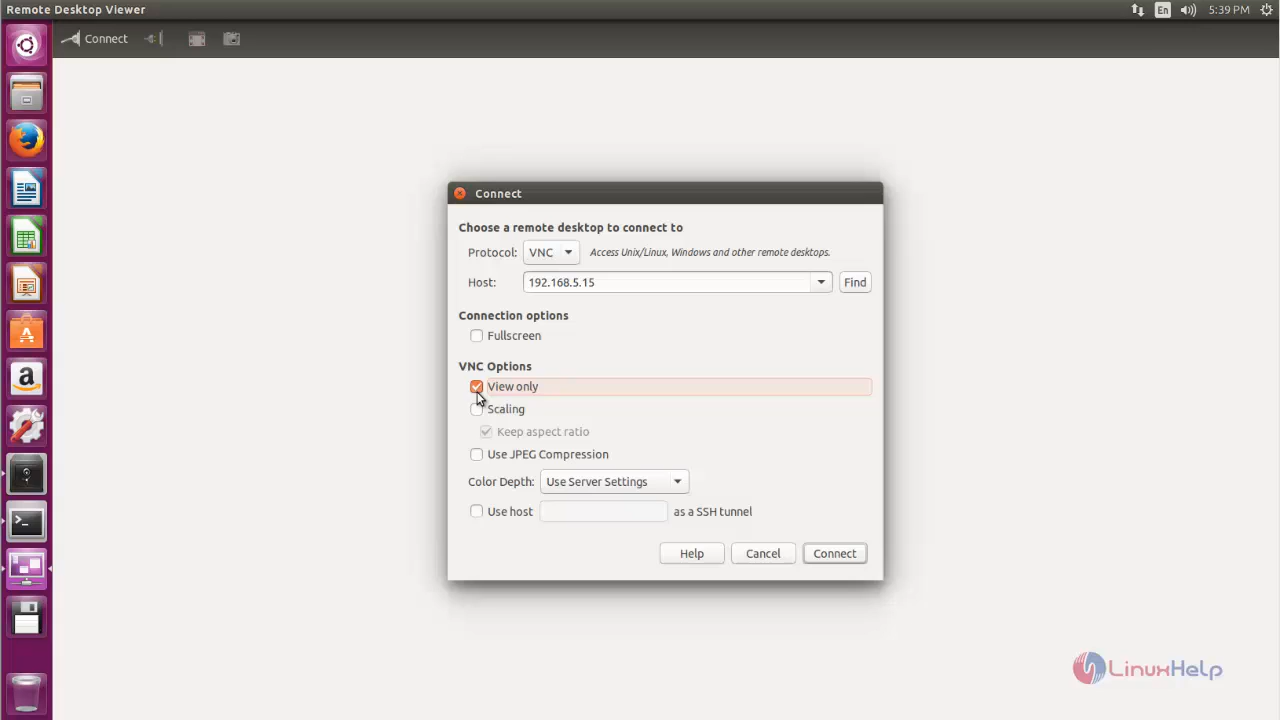 Remote Desktop Viewer
En
5:39 PM
Connect
Connect
Choose a remote desktop to connect to
Protocol: VNC Access Unix/Linux, Windows and other remote desktops.
Host: 192.168.5.15 Find
Connection options
Fullscreen
VNC Options
View only
Scaling
Keep aspect ratio
Use JPEG Compression
Color Depth: Use Server Settings
Use host as a SSH tunnel
Help Cancel Connect
LinuxHelp